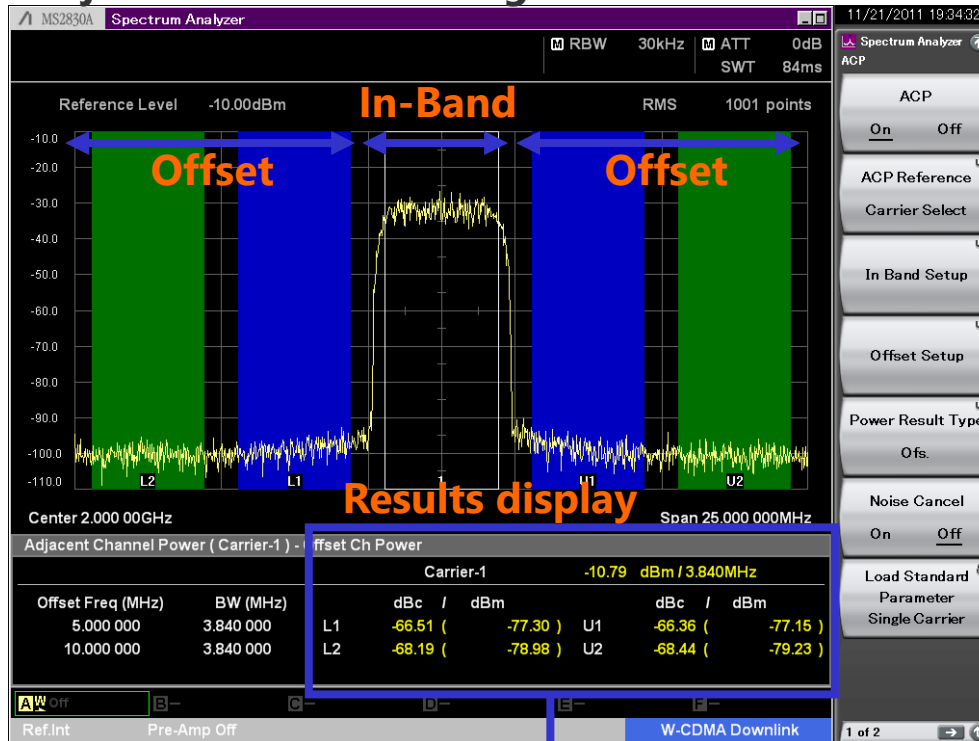 MS2830A Spectrum Analyzer
11/21/2011 19:34:32
M RBW 30kHz M ATT 0dB
SWT 84ms
Reference Level -10.00dBm In-Band RMS 1001 points
-10.0
-20.0
Offset Offset
-30.0
-40.0
-50.0
-60.0
-70.0
-80.0
-90.0
-100.0
-110.0
L2 L1 1 U1 U2
Results display
Center 2.000 00GHz Span 25.000 000MHz
Adjacent Channel Power ( Carrier-1 ) - Offset Ch Power
Carrier-1 -10.79 dBm / 3.840MHz
Offset Freq (MHz) BW (MHz) dBc / dBm dBc / dBm
5.000 000 3.840 000 L1 -66.51 ( -77.30 ) U1 -66.36 ( -77.15 )
10.000 000 3.840 000 L2 -68.19 ( -78.98 ) U2 -68.44 ( -79.23 )
A W Off B- C- D- E- F-
Ref.Int Pre-Amp Off W-CDMA Downlink
Spectrum Analyzer
ACP
ACP
On Off
ACP Reference
Carrier Select
In Band Setup
Offset Setup
Power Result Type
Ofs.
Noise Cancel
On Off
Load Standard
Parameter
Single Carrier
1 of 2